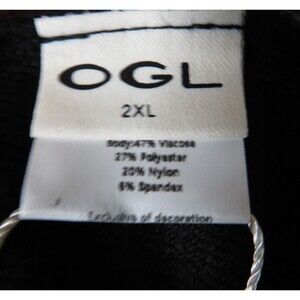 OGL
2XL
Body:47% Viscose
27% Polyester
20% Nylon
6% Spandex
Exclusive of decoration